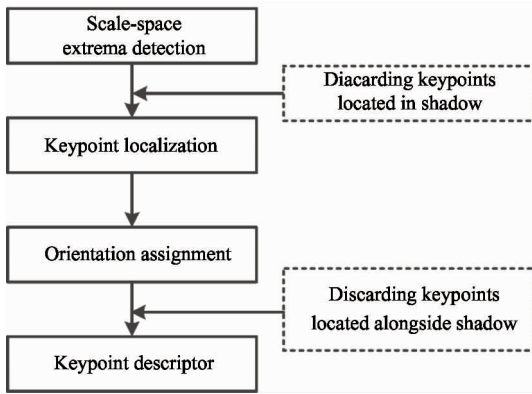 Scale-space
extrema detection
Diacarding keypoints
located in shadow
Keypoint localization
Orientation assignment
Discarding keypoints
located alongside shadow
Keypoint descriptor